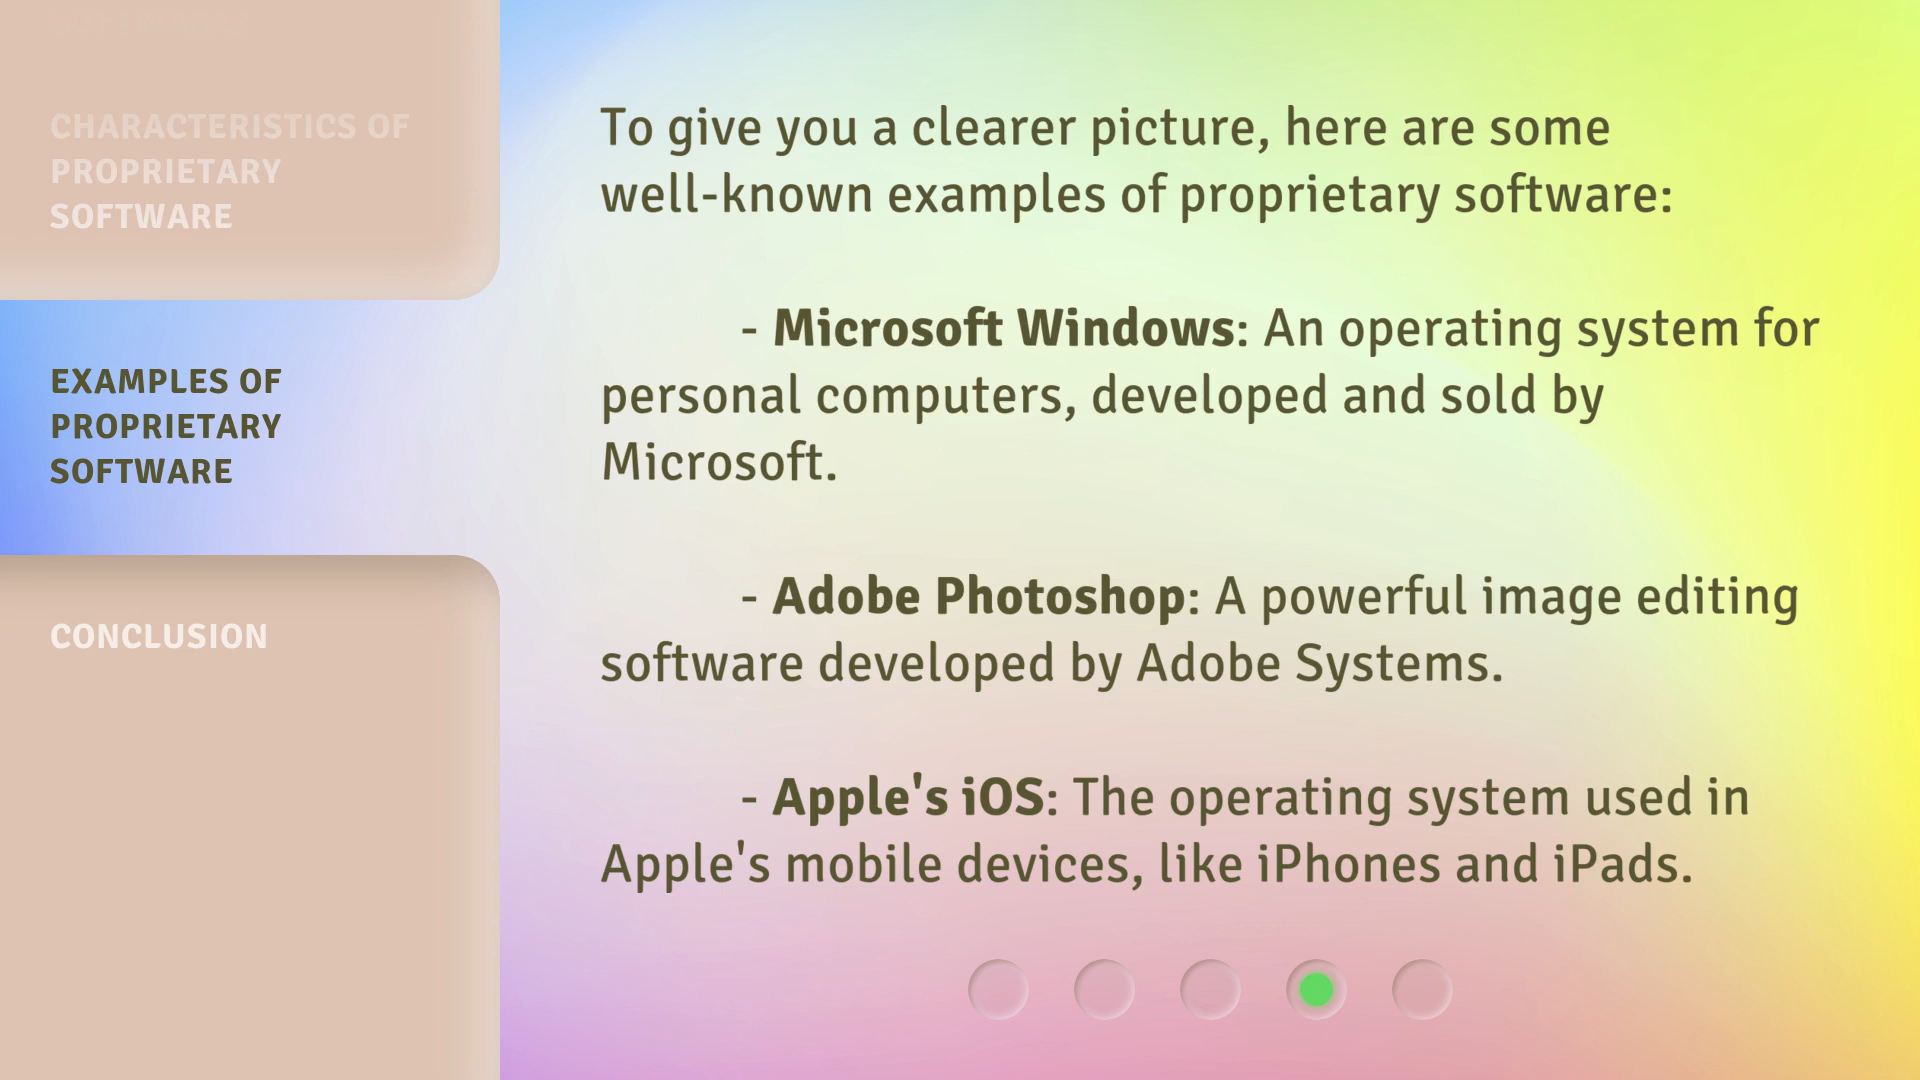 CHARACTERISTICS OF
PROPRIETARY
SOFTWARE
EXAMPLES OF
PROPRIETARY
SOFTWARE
CONCLUSION
To give you a clearer picture, here are some
well-known examples of proprietary software:
- Microsoft Windows: An operating system for
personal computers, developed and sold by
Microsoft.
- Adobe Photoshop: A powerful image editing
software developed by Adobe Systems.
- Apple's iOS: The operating system used in
Apple's mobile devices, like iPhones and iPads.